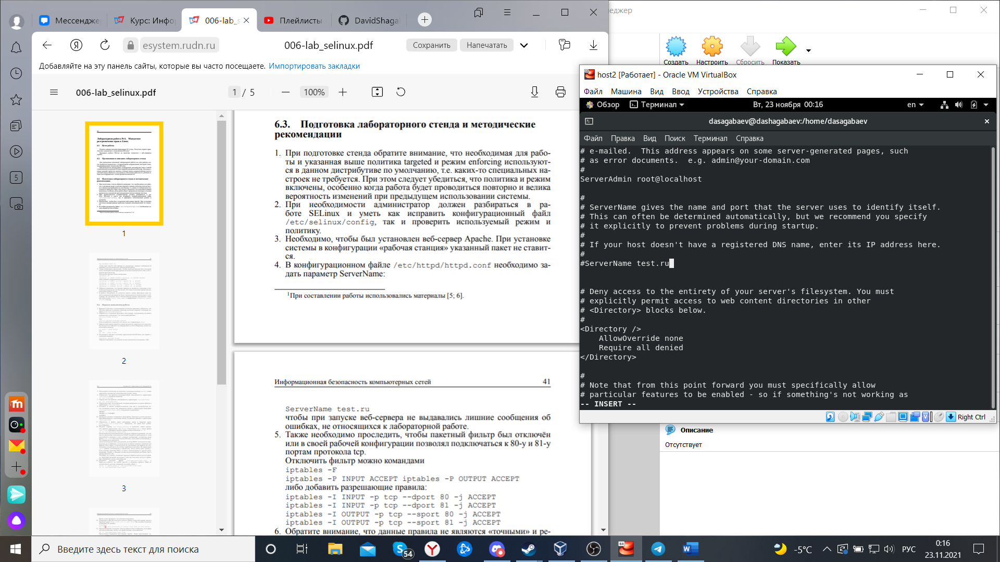 Мессендже
Курс: Инфо
006-lab_s
Плейлисты
DavidShaga
esystem.rudn.ru
006-lab_selinux.pdf
Сохранить
Напечатать
Добавляйте на эту панель сайты, которые вы часто посещаете. Импортировать закладки
006-lab_selinux.pdf
1 / 5
100%
5
1
2
3
6.3. Подготовка лабораторного стенда и методические
рекомендации
1. При подготовке стенда обратите внимание, что необходимая для рабо-
ты и указанная выше политика targeted и режим enforcing используют-
ся в данном дистрибутиве по умолчанию, т.е. каких-то специальных на-
строек не требуется. При этом следует убедиться, что политика и режим
включены, особенно когда работа будет проводиться повторно и велика
вероятность изменений при предыдущем использовании системы.
2. При необходимости администратор должен разбираться в ра-
боте SELinux и уметь как исправить конфигурационный файл
/etc/selinux/config, так и проверить используемый режим и
политику.
3. Необходимо, чтобы был установлен веб-сервер Apache. При установке
системы в конфигурации «рабочая станция» указанный пакет не ставит-
ся.
4. В конфигурационном файле /etc/httpd/httpd.conf необходимо за-
дать параметр ServerName:
1 При составлении работы использовались материалы [5; 6].
Информационная безопасность компьютерных сетей 41
ServerName test.ru
чтобы при запуске веб-сервера не выдавались лишние сообщения об
ошибках, не относящихся к лабораторной работе.
5. Также необходимо проследить, чтобы пакетный фильтр был отключён
или в своей рабочей конфигурации позволял подключаться к 80-у и 81-у
портам протокола tcp.
Отключить фильтр можно командами
iptables -F
iptables -P INPUT ACCEPT iptables -P OUTPUT ACCEPT
либо добавить разрешающие правила:
iptables -I INPUT -p tcp --dport 80 -j ACCEPT
iptables -I INPUT -p tcp --dport 81 -j ACCEPT
iptables -I OUTPUT -p tcp --sport 80 -j ACCEPT
iptables -I OUTPUT -p tcp --sport 81 -j ACCEPT
6. Обратите внимание, что данные правила не являются «точными» и ре-
еджер
Создать
Настроить
Сбросить
Показать
host2 [Работает] - Oracle VM VirtualBox
Файл Машина Вид Ввод Устройства Справка
Обзор
Терминал
Вт, 23 ноября 00:16
en
dasagabaev@dashagabaev:/home/dasagabaev
Файл Правка Вид Поиск Терминал Справка
# e-mailed.  This address appears on some server-generated pages, such
# as error documents.  e.g. admin@your-domain.com
#
ServerAdmin root@localhost
#
# ServerName gives the name and port that the server uses to identify itself.
# This can often be determined automatically, but we recommend you specify
# it explicitly to prevent problems during startup.
#
# If your host doesn't have a registered DNS name, enter its IP address here.
#
#ServerName test.ru
# Deny access to the entirety of your server's filesystem. You must
# explicitly permit access to web content directories in other
# <Directory> blocks below.
#
<Directory />
    AllowOverride none
    Require all denied
</Directory>
#
# Note that from this point forward you must specifically allow
# particular features to be enabled - so if something's not working as
-- INSERT --
Right Ctrl
Описание
Отсутствует
Введите здесь текст для поиска
54
-5°C
РУС
0:16
23.11.2021